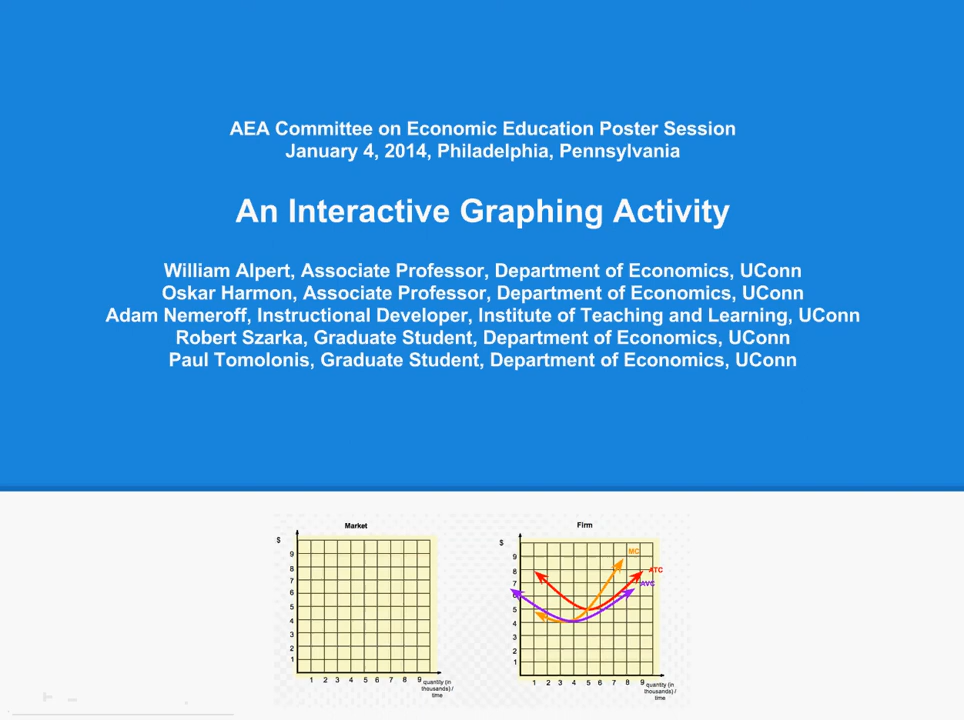 AEA Committee on Economic Education Poster Session
January 4, 2014, Philadelphia, Pennsylvania
An Interactive Graphing Activity
William Alpert, Associate Professor, Department of Economics, UConn
Oskar Harmon, Associate Professor, Department of Economics, UConn
Adam Nemeroff, Instructional Developer, Institute of Teaching and Learning, UConn
Robert Szarka, Graduate Student, Department of Economics, UConn
Paul Tomolonis, Graduate Student, Department of Economics, UConn
Market
$
9
8
7
6
5
4
3
2
1
1 2 3 4 5 6 7 8 9
quantity (in
thousands) /
time
Firm
$
9
8
7
6
5
4
3
2
1
MC
ATC
AVC
1 2 3 4 5 6 7 8 9
quantity (in
thousands) /
time